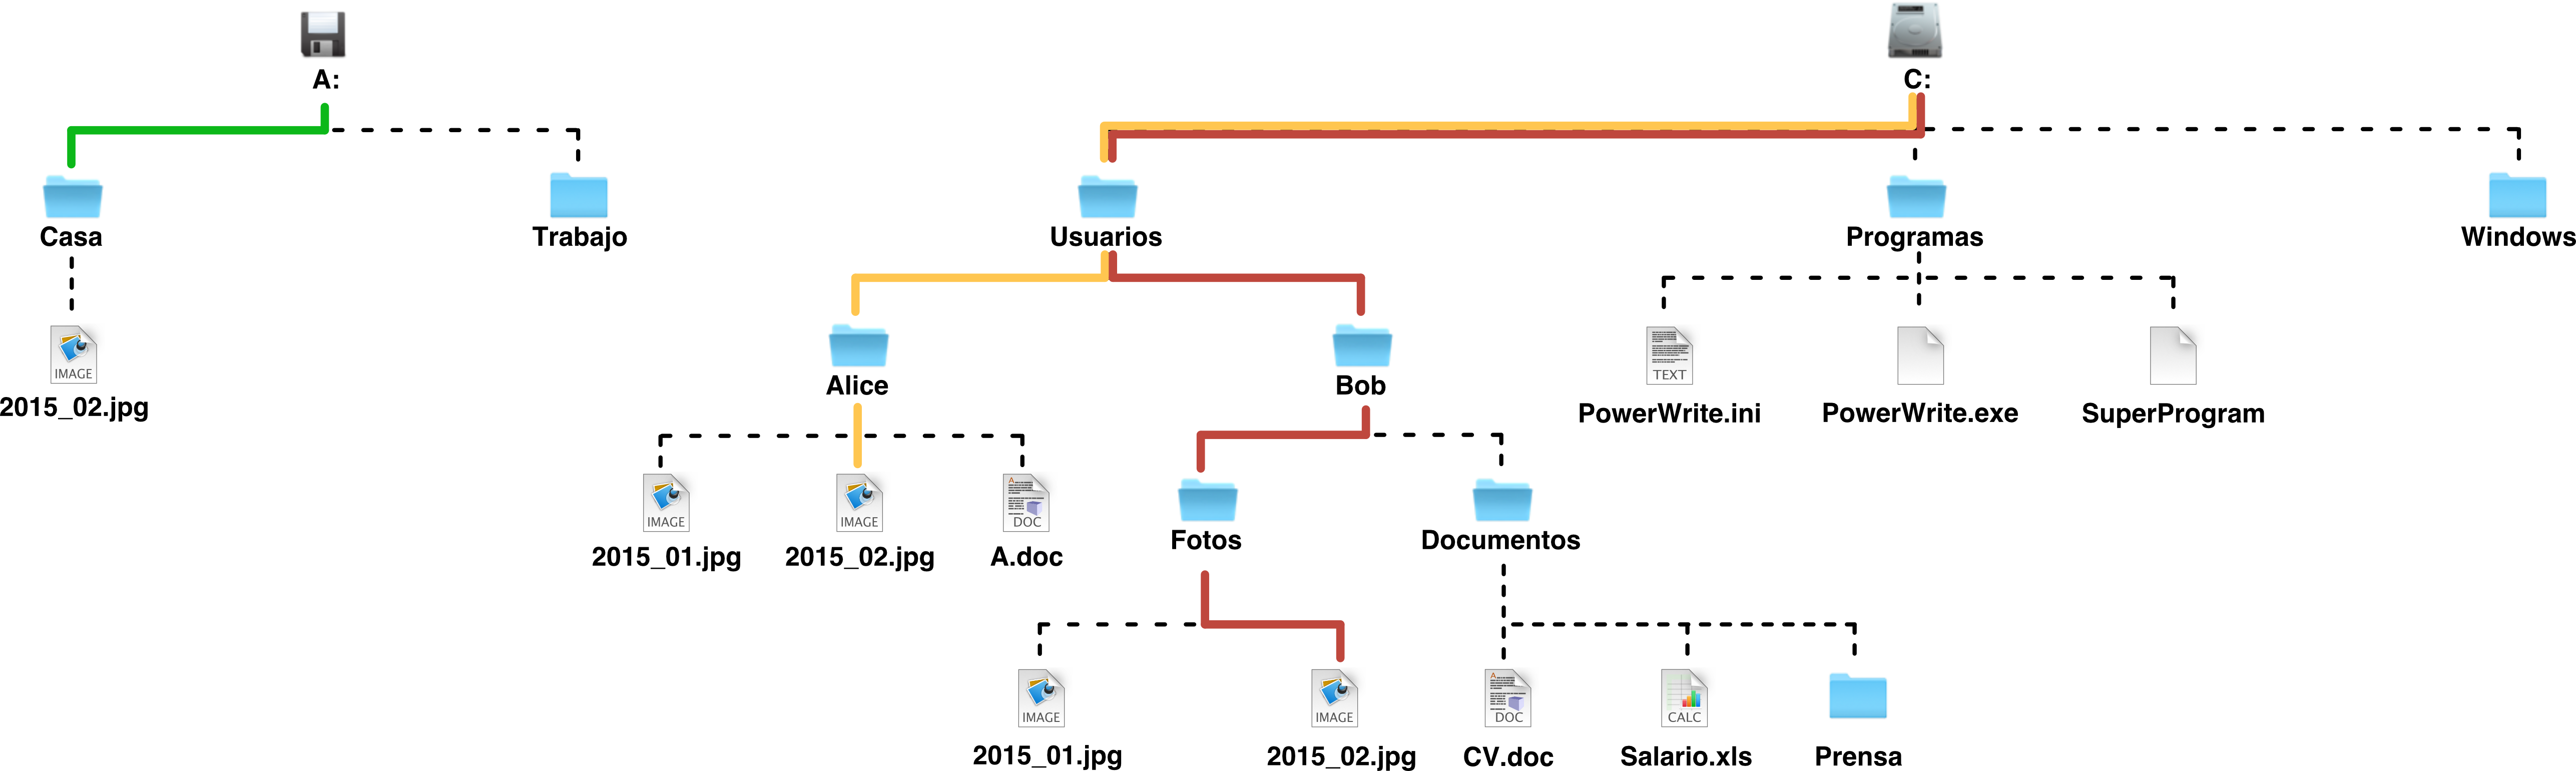 A:
C:
Casa
Trabajo
Usuarios
Programas
Windows
IMAGE
2015_02.jpg
Alice
Bob
TEXT
PowerWrite.ini
PowerWrite.exe
SuperProgram
IMAGE
2015_01.jpg
IMAGE
2015_02.jpg
A
DOC
A.doc
Fotos
Documentos
IMAGE
2015_01.jpg
IMAGE
2015_02.jpg
A
DOC
CV.doc
CALC
Salario.xls
Prensa